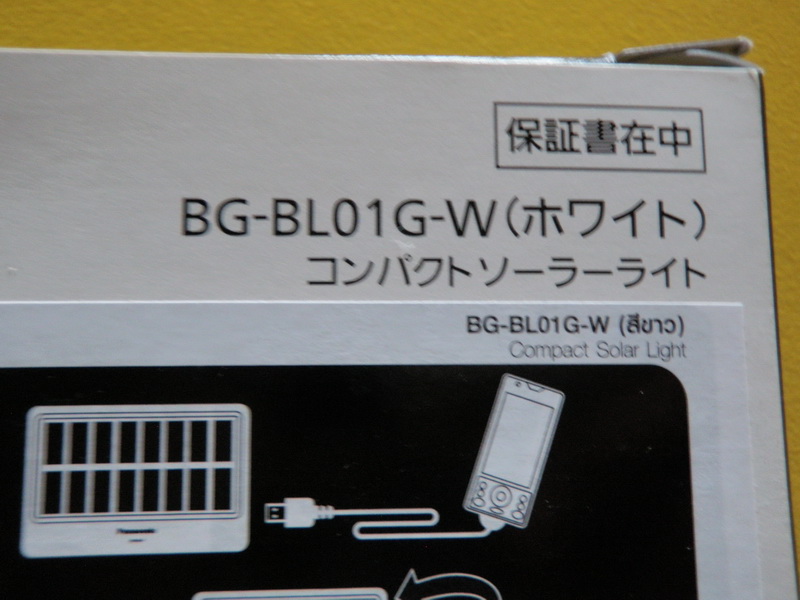 保証書在中
BG-BL01G-W(ホワイト)
コンパクトソーラーライト
BG-BL01G-W (สีขาว)
Compact Solar Light
Panasonic